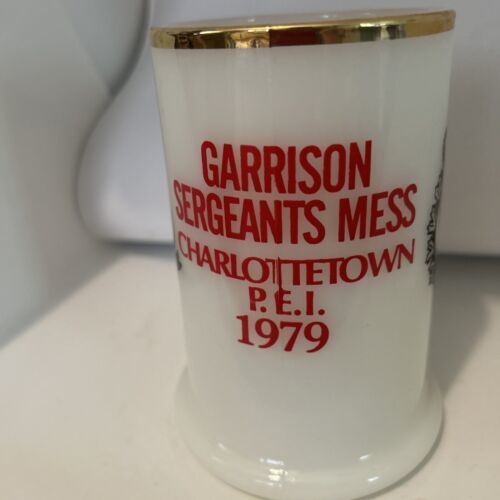 GARRISON
SERGEANTS MESS
CHARLOTTETOWN
P.E.I.
1979